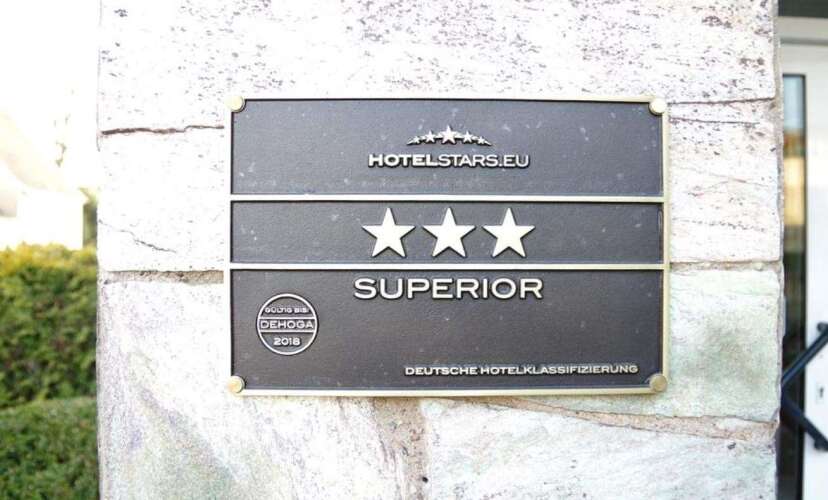 HOTELSTARS.EU
SUPERIOR
GÜLTIG BIS:
DEHOGA
2018
DEUTSCHE HOTELKLASSIFIZIERUNG